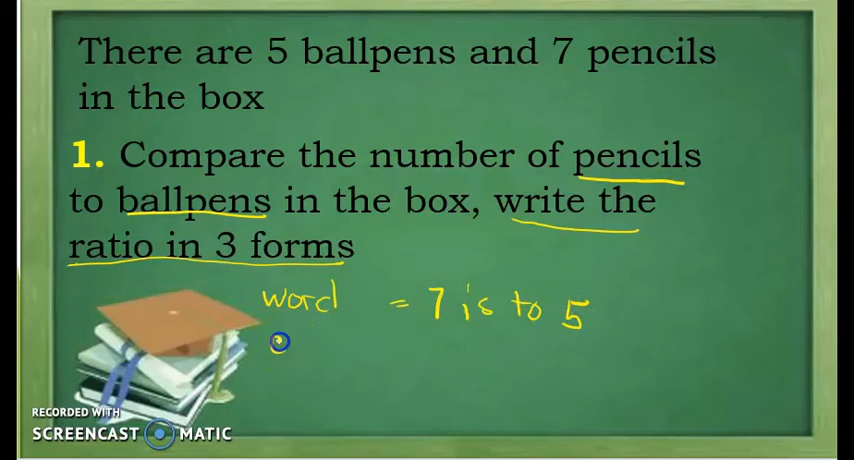 There are 5 ballpens and 7 pencils
in the box
1. Compare the number of pencils
to ballpens in the box, write the
ratio in 3 forms
word = 7 is to 5
RECORDED WITH
SCREENCAST MATIC